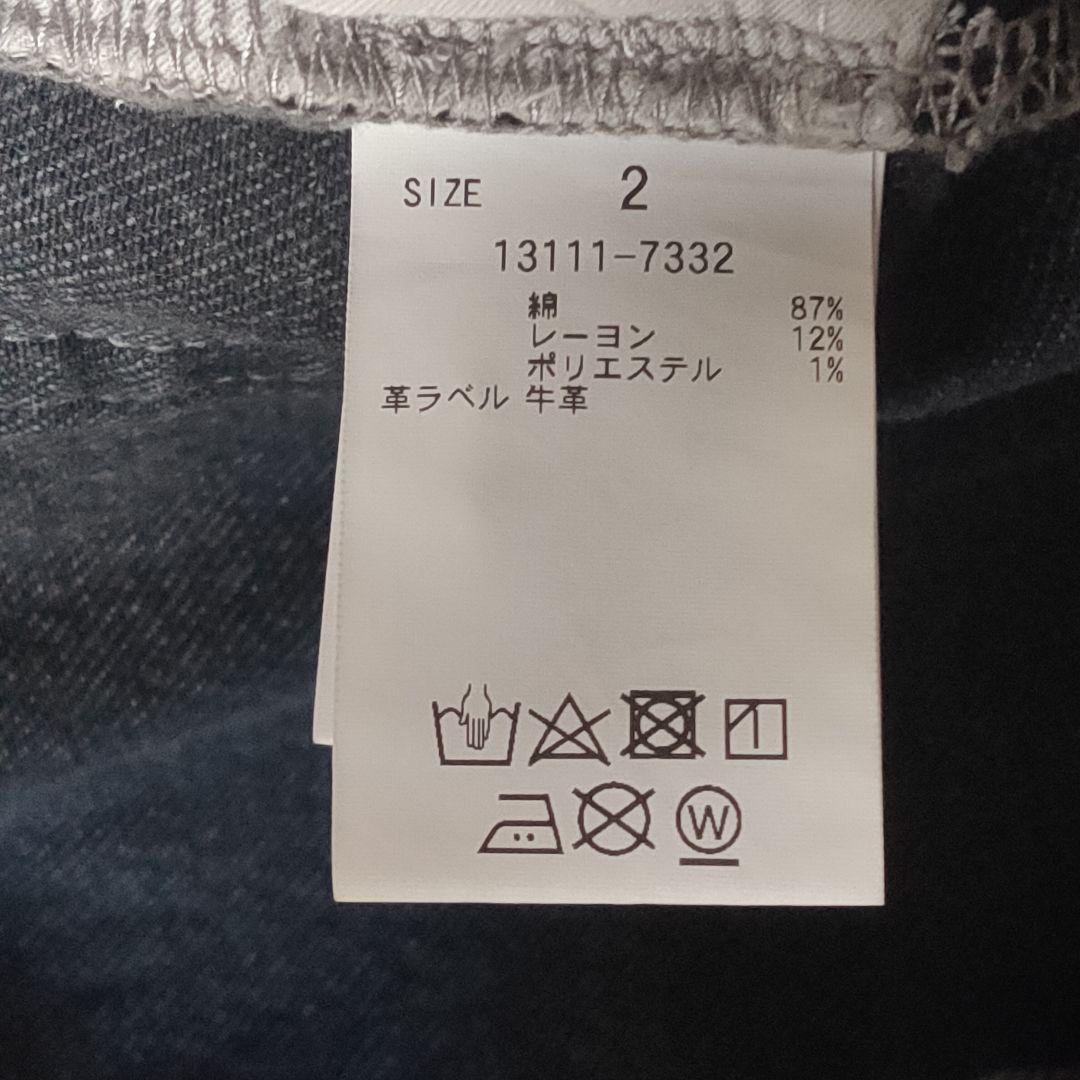 SIZE 2
13111-7332
綿 87%
レーヨン 12%
ポリエステル 1%
革ラベル 牛革
W